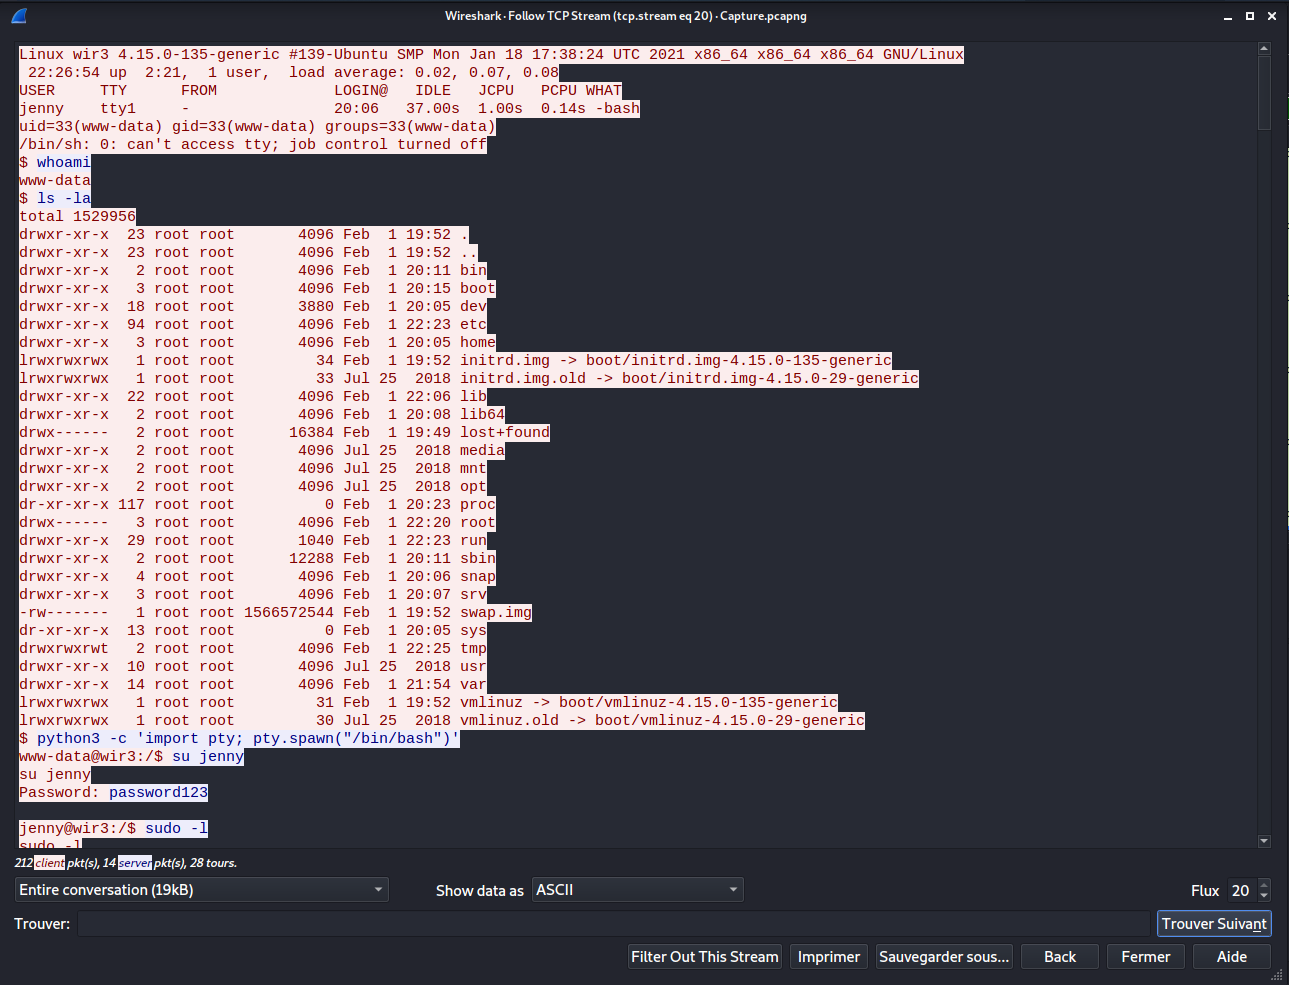 Wireshark · Follow TCP Stream (tcp.stream eq 20) · Capture.pcapng
Linux wir3 4.15.0-135-generic #139-Ubuntu SMP Mon Jan 18 17:38:24 UTC 2021 x86_64 x86_64 x86_64 GNU/Linux
 22:26:54 up  2:21,  1 user,  load average: 0.02, 0.07, 0.08
USER     TTY      FROM             LOGIN@   IDLE   JCPU   PCPU WHAT
jenny    tty1     -                20:06   37.00s  1.00s  0.14s -bash
uid=33(www-data) gid=33(www-data) groups=33(www-data)
/bin/sh: 0: can't access tty; job control turned off
$ whoami
www-data
$ ls -la
total 1529956
drwxr-xr-x  23 root root       4096 Feb  1 19:52 .
drwxr-xr-x  23 root root       4096 Feb  1 19:52 ..
drwxr-xr-x   2 root root       4096 Feb  1 20:11 bin
drwxr-xr-x   3 root root       4096 Feb  1 20:15 boot
drwxr-xr-x  18 root root       3880 Feb  1 20:05 dev
drwxr-xr-x  94 root root       4096 Feb  1 22:23 etc
drwxr-xr-x   3 root root       4096 Feb  1 20:05 home
lrwxrwxrwx   1 root root         34 Feb  1 19:52 initrd.img -> boot/initrd.img-4.15.0-135-generic
lrwxrwxrwx   1 root root         33 Jul 25  2018 initrd.img.old -> boot/initrd.img-4.15.0-29-generic
drwxr-xr-x  22 root root       4096 Feb  1 22:06 lib
drwxr-xr-x   2 root root       4096 Feb  1 20:08 lib64
drwx------   2 root root      16384 Feb  1 19:49 lost+found
drwxr-xr-x   2 root root       4096 Jul 25  2018 media
drwxr-xr-x   2 root root       4096 Jul 25  2018 mnt
drwxr-xr-x   2 root root       4096 Jul 25  2018 opt
dr-xr-xr-x 117 root root          0 Feb  1 20:23 proc
drwx------   3 root root       4096 Feb  1 22:20 root
drwxr-xr-x  29 root root       1040 Feb  1 22:23 run
drwxr-xr-x   2 root root      12288 Feb  1 20:11 sbin
drwxr-xr-x   4 root root       4096 Feb  1 20:06 snap
drwxr-xr-x   3 root root       4096 Feb  1 20:07 srv
-rw-------   1 root root 1566572544 Feb  1 19:52 swap.img
dr-xr-xr-x  13 root root          0 Feb  1 20:05 sys
drwxrwxrwt   2 root root       4096 Feb  1 22:25 tmp
drwxr-xr-x  10 root root       4096 Jul 25  2018 usr
drwxr-xr-x  14 root root       4096 Feb  1 21:54 var
lrwxrwxrwx   1 root root         31 Feb  1 19:52 vmlinuz -> boot/vmlinuz-4.15.0-135-generic
lrwxrwxrwx   1 root root         30 Jul 25  2018 vmlinuz.old -> boot/vmlinuz-4.15.0-29-generic
$ python3 -c 'import pty; pty.spawn("/bin/bash")'
www-data@wir3:/$ su jenny
su jenny
Password: password123
jenny@wir3:/$ sudo -l
sudo -l
212 client pkt(s), 14 server pkt(s), 28 tours.
Entire conversation (19kB) Show data as ASCII Flux 20
Trouver: Trouver Suivant
Filter Out This Stream Imprimer Sauvegarder sous... Back Fermer Aide